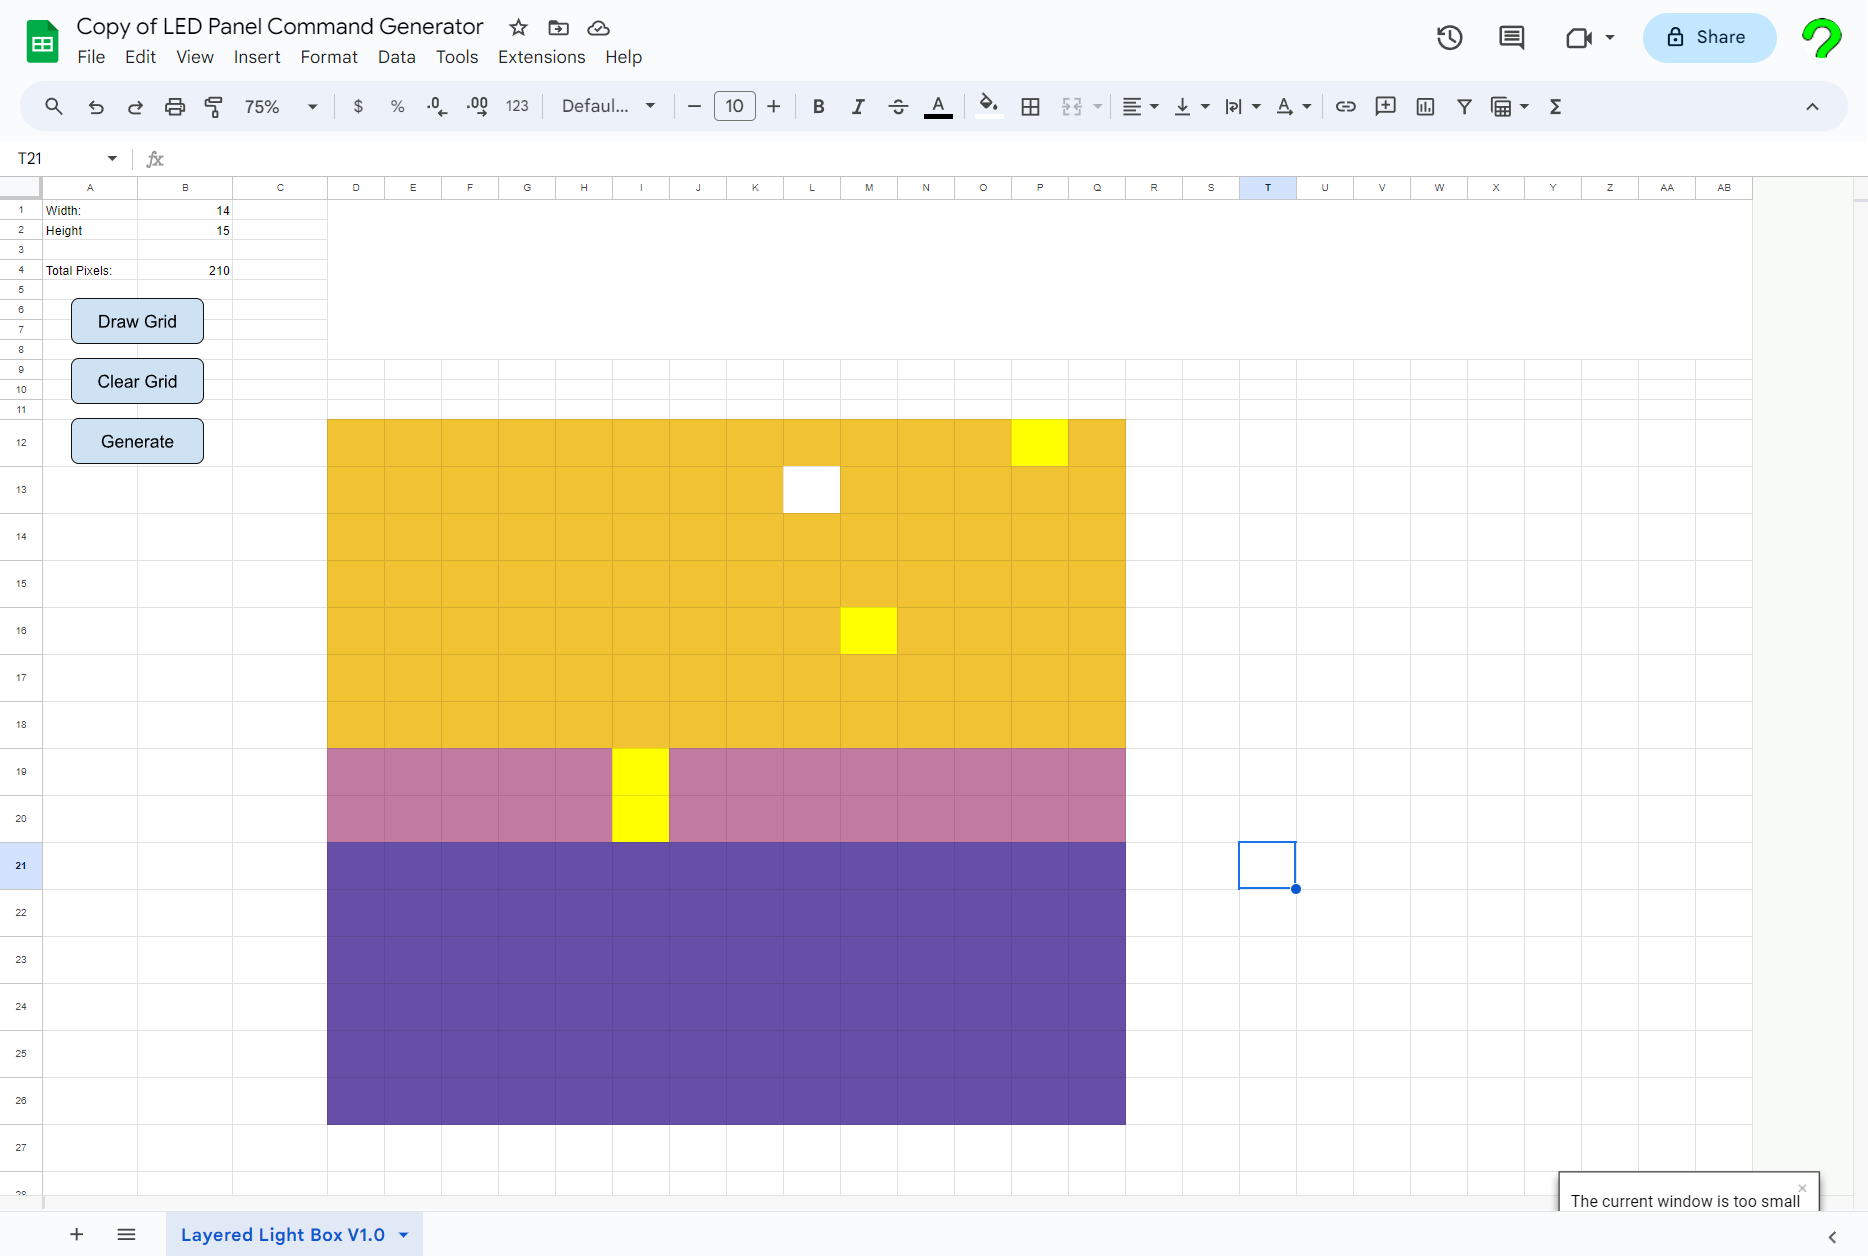 Copy of LED Panel Command Generator
File Edit View Insert Format Data Tools Extensions Help
Share
75% $ % .0 .00 123 Defaul... 10 B I A
T21 fx
A B C D E F G H I J K L M N O P Q R S T U V W X Y Z AA AB
1 Width: 14
2 Height 15
3
4 Total Pixels: 210
5
6
Draw Grid
7
8
9
Clear Grid
10
11
12 Generate
13
14
15
16
17
18
19
20
21
22
23
24
25
26
27
28
The current window is too small
Layered Light Box V1.0